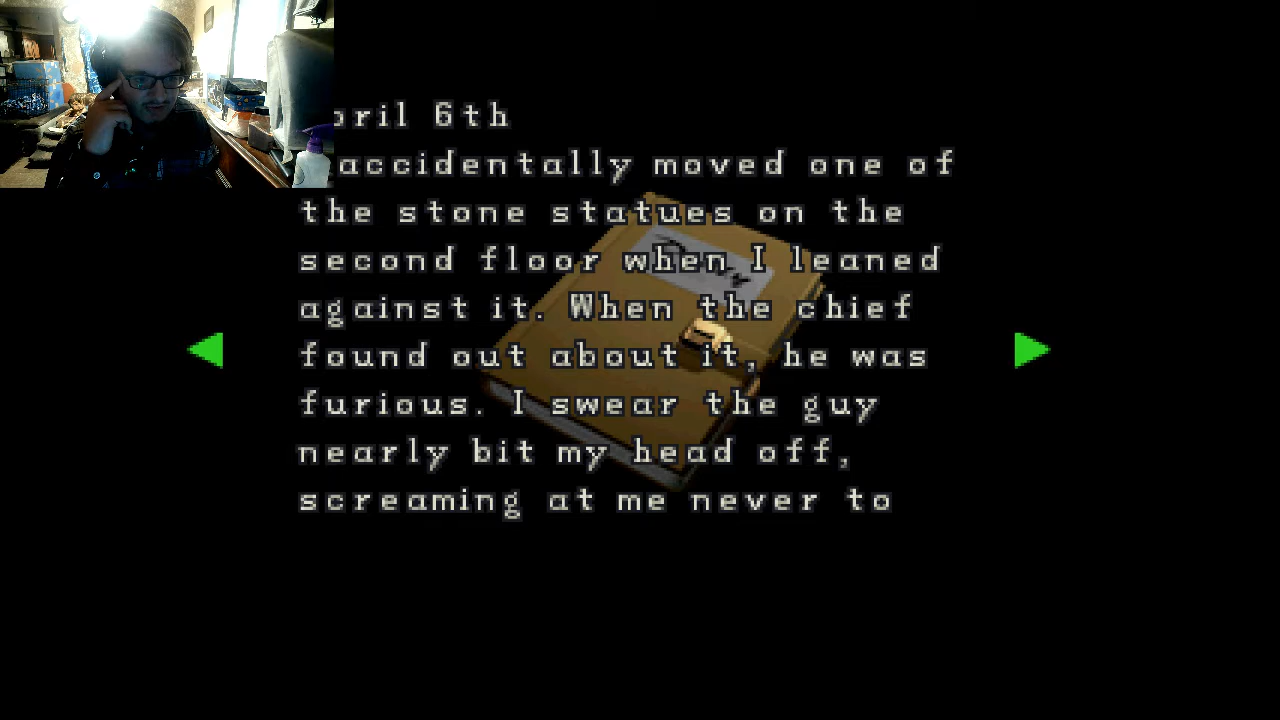 pril 6th
accidentally moved one of
the stone statues on the
second floor when I leaned
against it. When the chief
found out about it, he was
furious. I swear the guy
nearly bit my head off,
screaming at me never to
Diary